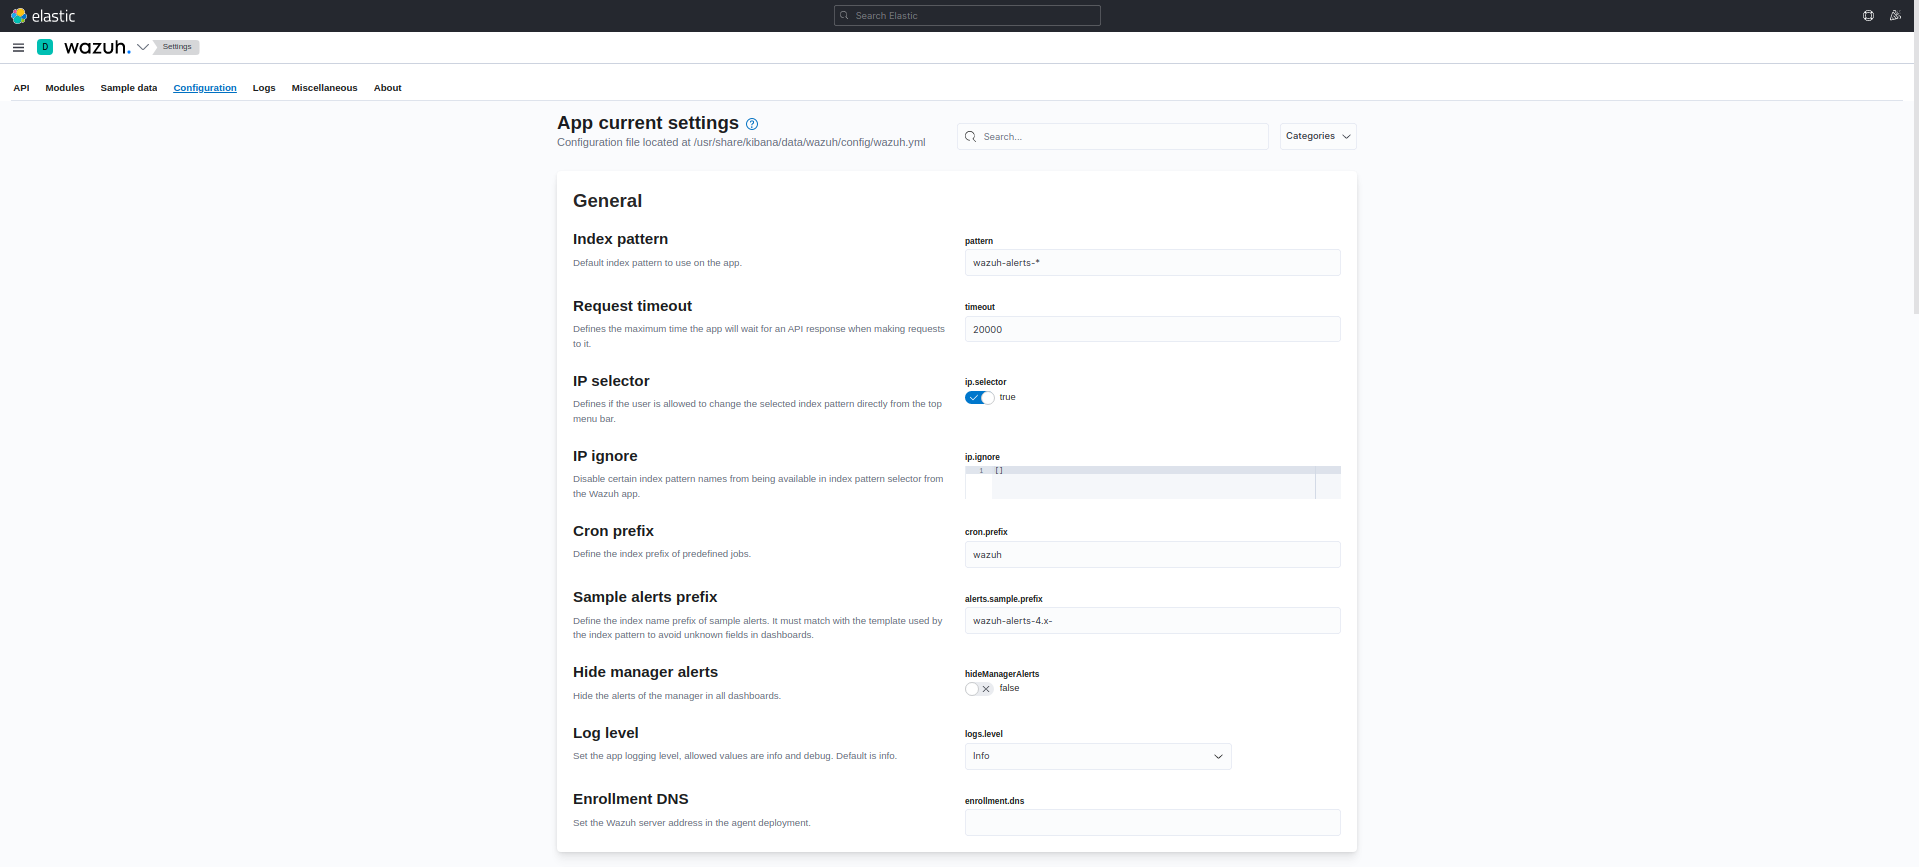 elastic
Search Elastic
D
wazuh.
Settings
API Modules Sample data Configuration Logs Miscellaneous About
App current settings
Configuration file located at /usr/share/kibana/data/wazuh/config/wazuh.yml
Search...
Categories
General
Index pattern
Default index pattern to use on the app.
pattern
wazuh-alerts-*
Request timeout
Defines the maximum time the app will wait for an API response when making requests
to it.
timeout
20000
IP selector
Defines if the user is allowed to change the selected index pattern directly from the top
menu bar.
ip.selector
true
IP ignore
Disable certain index pattern names from being available in index pattern selector from
the Wazuh app.
ip.ignore
1 []
Cron prefix
Define the index prefix of predefined jobs.
cron.prefix
wazuh
Sample alerts prefix
Define the index name prefix of sample alerts. It must match with the template used by
the index pattern to avoid unknown fields in dashboards.
alerts.sample.prefix
wazuh-alerts-4.x-
Hide manager alerts
Hide the alerts of the manager in all dashboards.
hideManagerAlerts
false
Log level
Set the app logging level, allowed values are info and debug. Default is info.
logs.level
Info
Enrollment DNS
Set the Wazuh server address in the agent deployment.
enrollment.dns